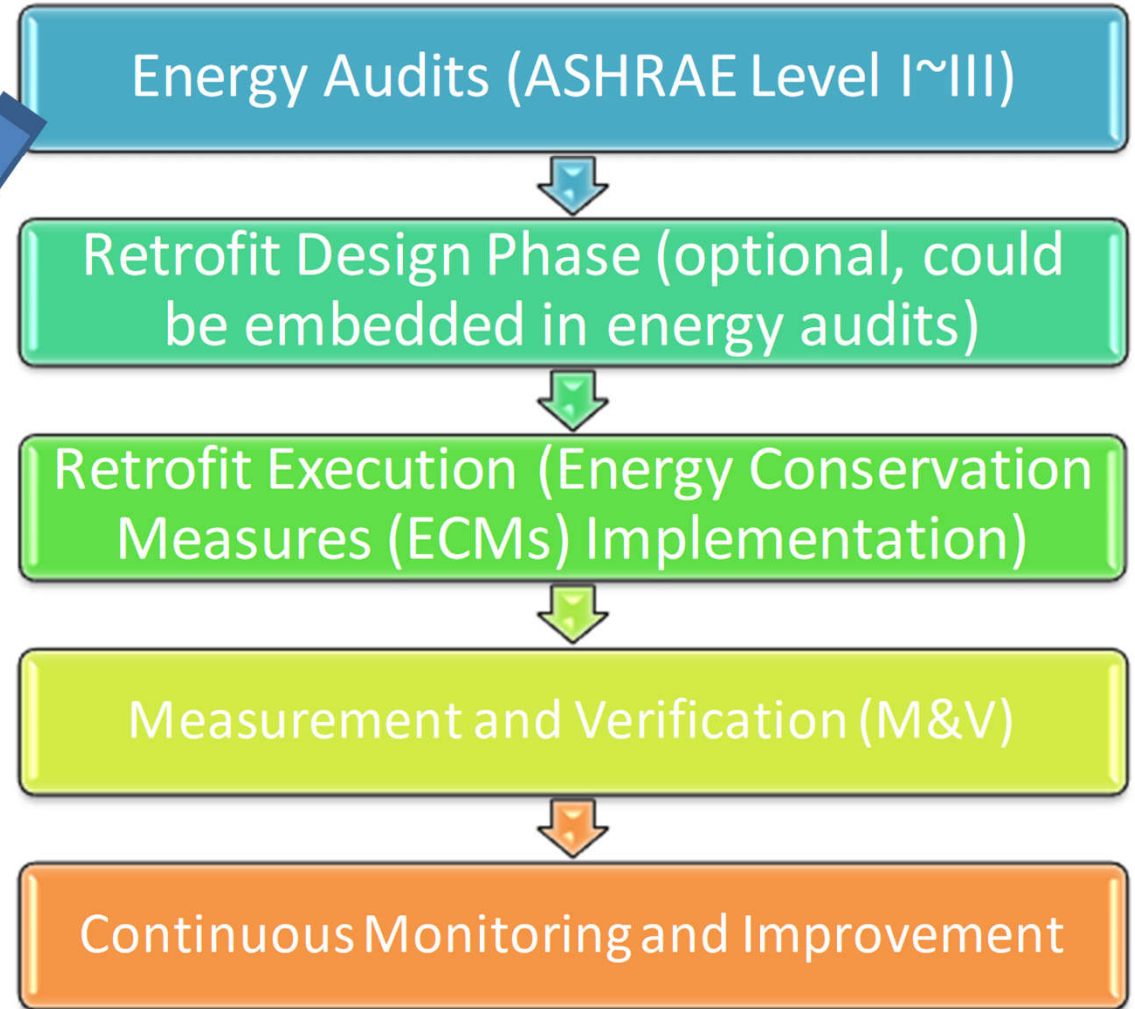 Energy Audits (ASHRAE Level I~III)
Retrofit Design Phase (optional, could
be embedded in energy audits)
Retrofit Execution (Energy Conservation
Measures (ECMs) Implementation)
Measurement and Verification (M&V)
Continuous Monitoring and Improvement